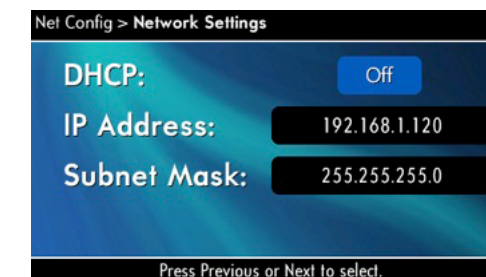 Net Config > Network Settings
DHCP: Off
IP Address: 192.168.1.120
Subnet Mask: 255.255.255.0
Press Previous or Next to select.